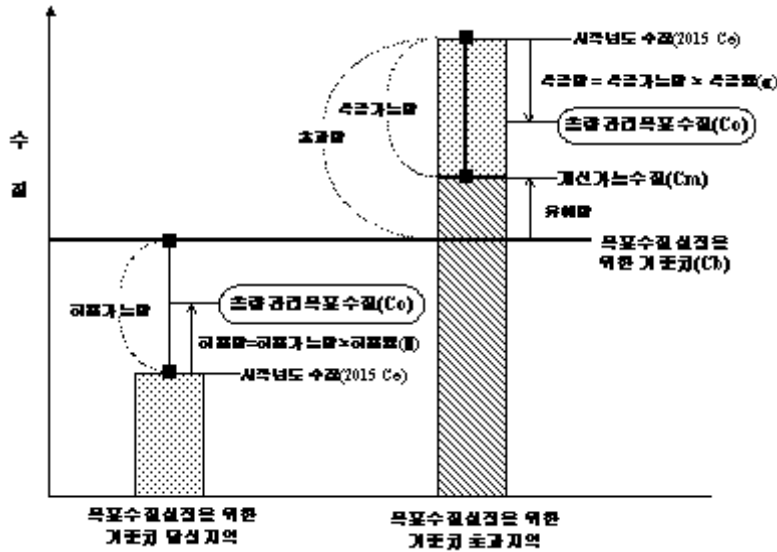 수
질
시작년도 수질(2015 Ce)
삭감량 = 삭감가능량 × 삭감률(α)
총량관리목표수질(Co)
삭감가능량
초과량
개선가능수질(Cm)
유예량
목표수질설정을
위한 기준치(Cb)
허용가능량
총량관리목표수질(Co)
허용량=허용가능량×허용률(β)
시작년도 수질(2015 Ce)
목표수질설정을 위한
기준치 달성지역
목표수질설정을 위한
기준치 초과지역